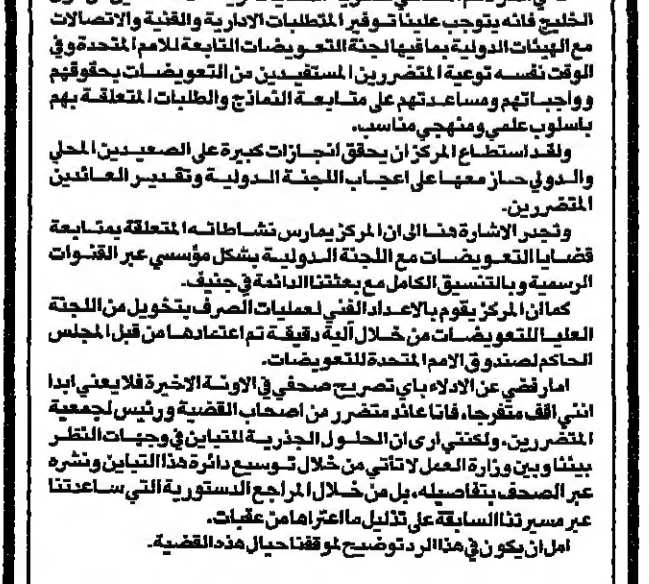 الخليج فانه يتوجب علينا توفير المتطلبات الادارية والفنية والاتصالات
مع الهيئات الدولية بما فيها لجنة التعويضات التابعة للامم المتحدة وفي
الوقت نفسه توعية المتضررين المستفيدين من التعويضات بحقوقهم
وواجباتهم ومساعدتهم على متابعة النماذج والطلبات المتعلقة بهم
باسلوب علمي ومنهجي مناسب.
ولقد استطاع المركز ان يحقق انجازات كبيرة على الصعيدين المحلي
والدولي حاز معها على اعجاب اللجنة الدولية وتقدير العائدين
المتضررين.
وتجدر الاشارة هنا الى ان المركز يمارس نشاطاته المتعلقة بمتابعة
قضايا التعويضات مع اللجنة الدولية بشكل مؤسسي عبر القنوات
الرسمية وبالتنسيق الكامل مع بعثتنا الدائمة في جنيف.
كما ان المركز يقوم بالاعداد الفني لعمليات الصرف بتخويل من اللجنة
العليا للتعويضات من خلال آلية دقيقة تم اعتمادها من قبل المجلس
الحاكم لصندوق الامم المتحدة للتعويضات.
اما رفضي عن الادلاء باي تصريح صحفي في الاونة الاخيرة فلا يعني ابدا
انني اقف متفرجا، فانا عائد متضرر من اصحاب القضية ورئيس لجمعية
المتضررين، ولكنني ارى ان الحلول الجذرية للتباين في وجهات النظر
بيننا وبين وزارة العمل لا تأتي من خلال توسيع دائرة هذا التباين ونشره
عبر الصحف بتفاصيله، بل من خلال المراجع الدستورية التي ساعدتنا
عبر مسيرتنا السابقة على تذليل ما اعتراها من عقبات.
امل ان يكون في هذا الرد توضيح لموقفنا حيال هذه القضية.